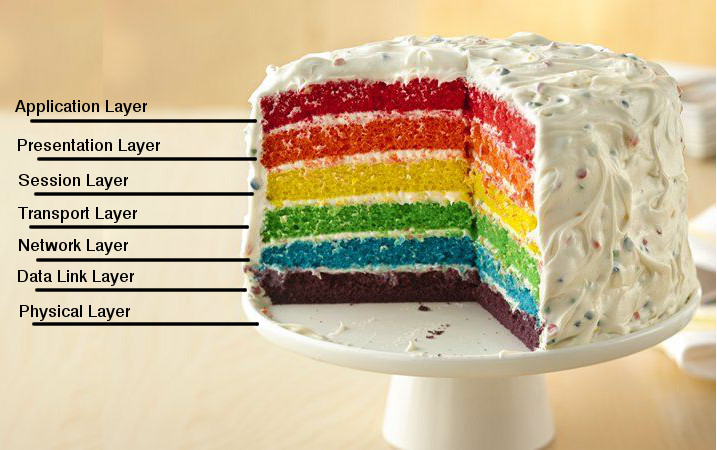 Application Layer
Presentation Layer
Session Layer
Transport Layer
Network Layer
Data Link Layer
Physical Layer